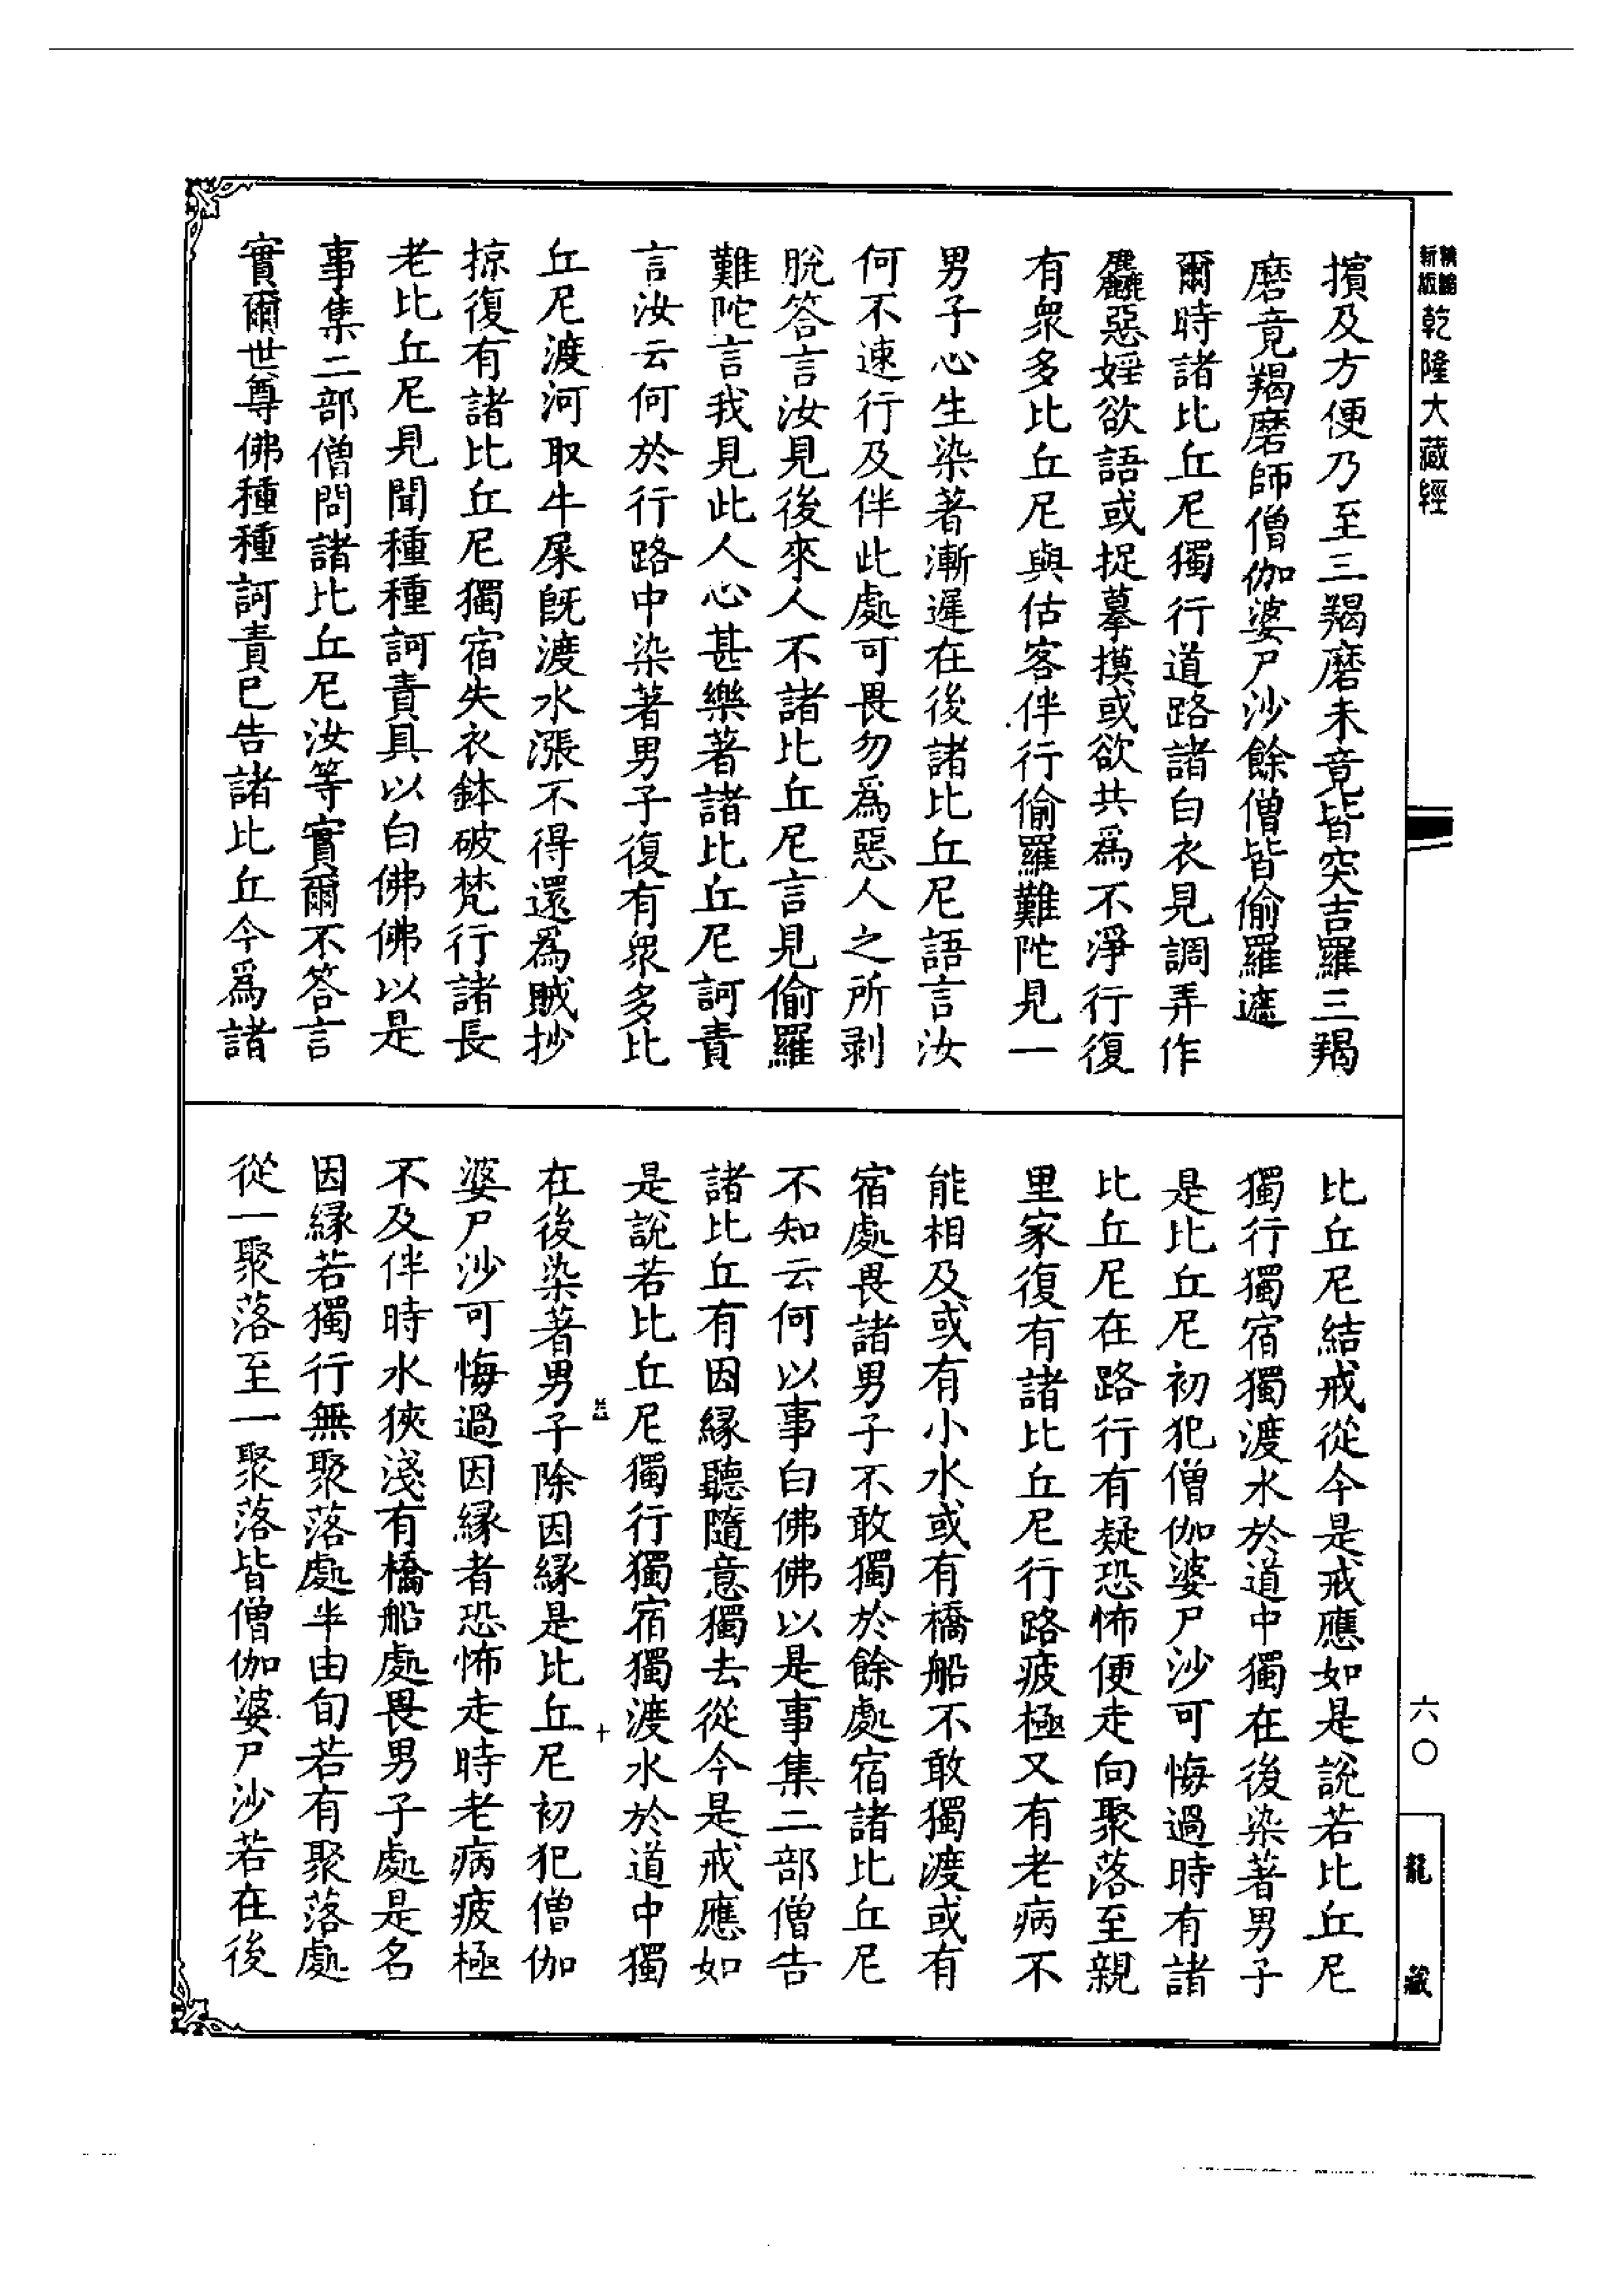 新版 乾隆大藏經
擯及方便乃至三羯磨未竟皆突吉羅三羯
磨竟羯磨師僧伽婆尸沙餘僧皆偷羅遮
爾時諸比丘尼獨行道路諸白衣見調弄作
麤惡婬欲語或捉摹摸或欲共為不淨行復
有衆多比丘尼與估客伴行偷羅難陀見一
男子心生染著漸遲在後諸比丘尼語言汝
何不速行及伴此處可畏勿為惡人之所剥
脫答言汝見後來人不諸比丘尼言見偷羅
難陀言我見此人心甚樂著諸比丘尼訶責
言汝云何於行路中染著男子復有衆多比
丘尼渡河取牛屎既渡水漲不得還為賊抄
掠復有諸比丘尼獨宿失衣鉢破梵行諸長
老比丘尼見聞種種訶責具以白佛佛以是
事集二部僧問諸比丘尼汝等實爾不答言
實爾世尊佛種種訶責已告諸比丘今為諸
比丘尼結戒從今是戒應如是說若比丘尼
獨行獨宿獨渡水於道中獨在後染著男子
是比丘尼初犯僧伽婆尸沙可悔過時有諸
比丘尼在路行有疑恐怖便走向聚落至親
里家復有諸比丘尼行路疲極又有老病不
能相及或有小水或有橋船不敢獨渡或有
宿處畏諸男子不敢獨於餘處宿諸比丘尼
不知云何以事白佛佛以是事集二部僧告
諸比丘有因緣聽隨意獨去從今是戒應如
是說若比丘尼獨行獨宿獨渡水於道中獨
十
在後染著男子除因緣是比丘尼初犯僧伽
婆尸沙可悔過因緣者恐怖走時老病疲極
不及伴時水狹淺有橋船處畏男子處是名
因緣若獨行無聚落處半由旬若有聚落處
從一聚落至一聚落皆僧伽婆尸沙若在後
六〇
龍藏